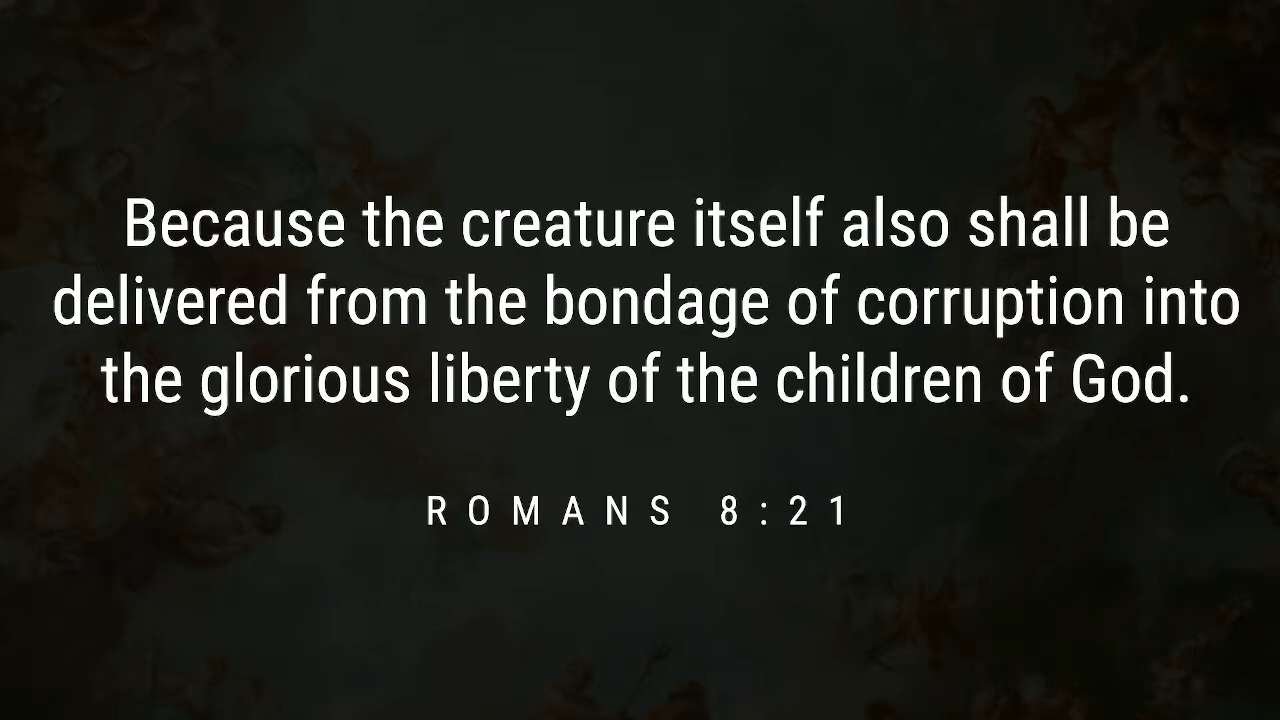 Because the creature itself also shall be
delivered from the bondage of corruption into
the glorious liberty of the children of God.
ROMANS 8:21